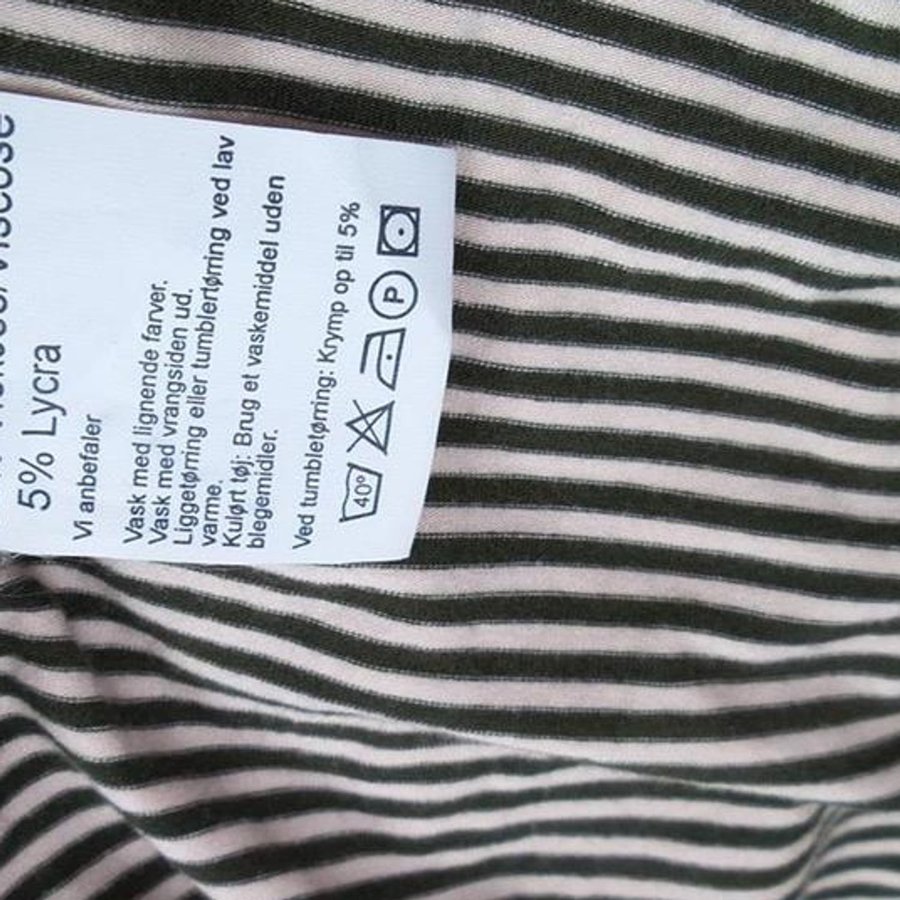 5% Lycra
Vi anbefaler
Vask med lignende farver.
Vask med vrangsiden ud.
Liggetørring eller tumblertørring ved lav
varme.
Kulørt tøj: Brug et vaskemiddel uden
blegemidler.
Ved tumbletørring: Krymp op til 5%
40° P